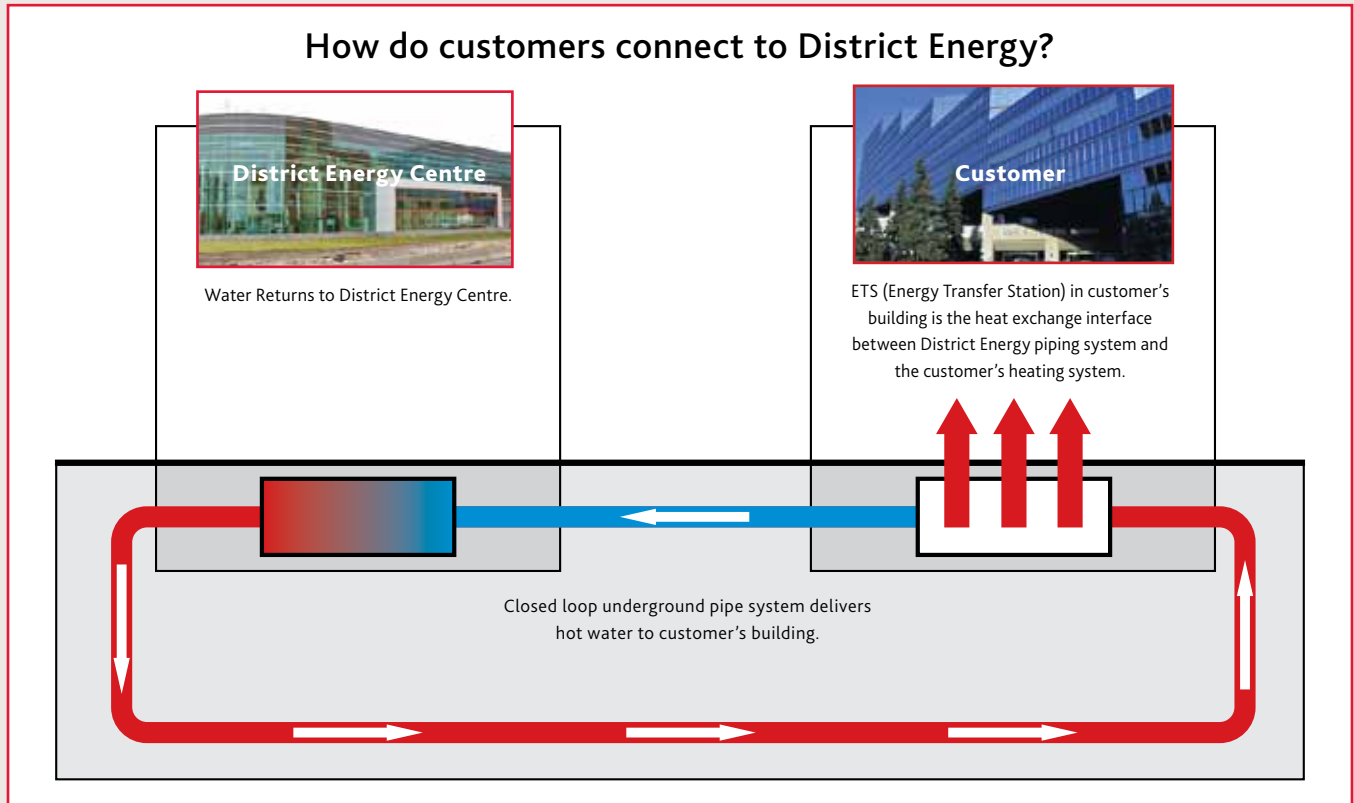 How do customers connect to District Energy?
District Energy Centre
Water Returns to District Energy Centre.
Customer
ETS (Energy Transfer Station) in customer’s
building is the heat exchange interface
between District Energy piping system and
the customer’s heating system.
Closed loop underground pipe system delivers
hot water to customer’s building.